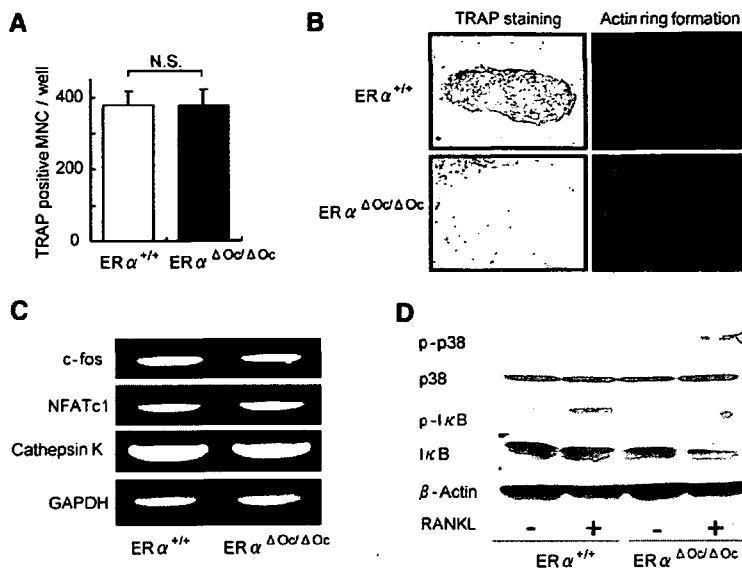 A
TRAP positive MNC / well
N.S.
400
200
0
ERα+/+
ERαΔOc/ΔOc
B
TRAP staining
Actin ring formation
ERα+/+
ERαΔOc/ΔOc
C
c-fos
NFATc1
Cathepsin K
GAPDH
ERα+/+
ERαΔOc/ΔOc
D
p-p38
p38
p-IκB
IκB
β-Actin
RANKL - + - +
ERα+/+
ERαΔOc/ΔOc